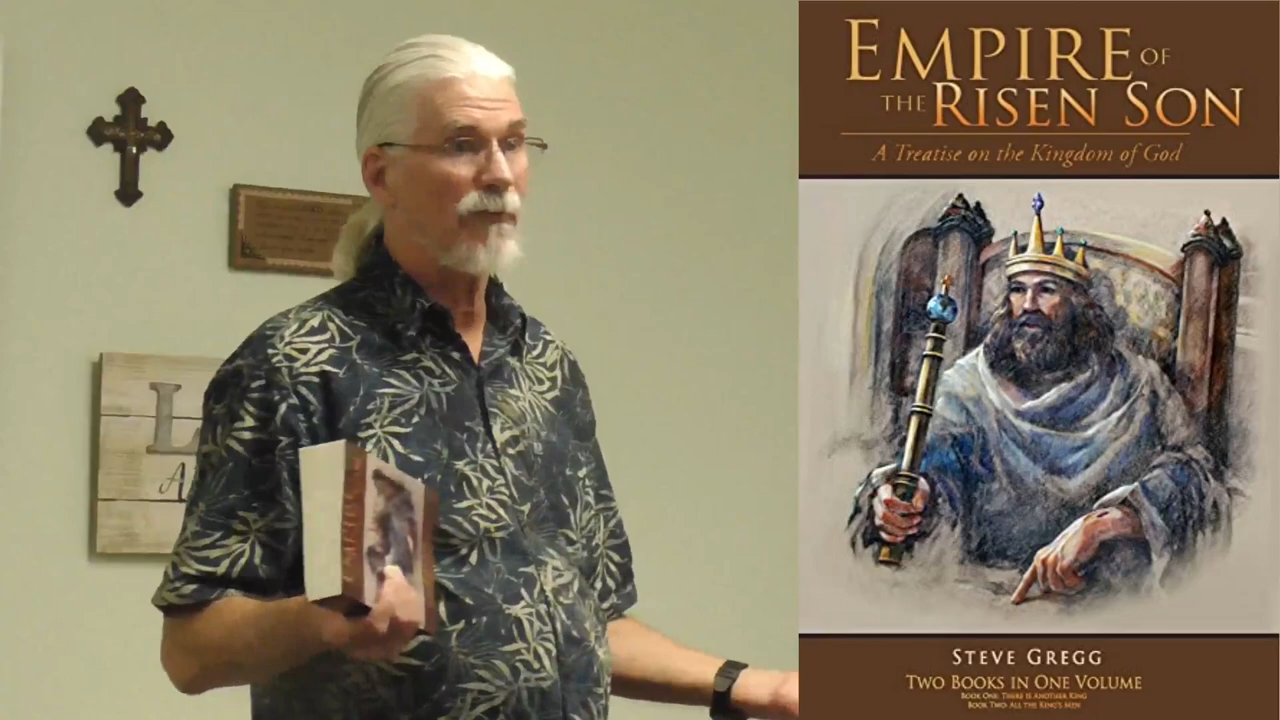 L
A
EMPIRE
EMPIRE OF
THE RISEN SON
A Treatise on the Kingdom of God
STEVE GREGG
TWO BOOKS IN ONE VOLUME
BOOK ONE: THERE IS ANOTHER KING
BOOK TWO: ALL THE KING'S MEN